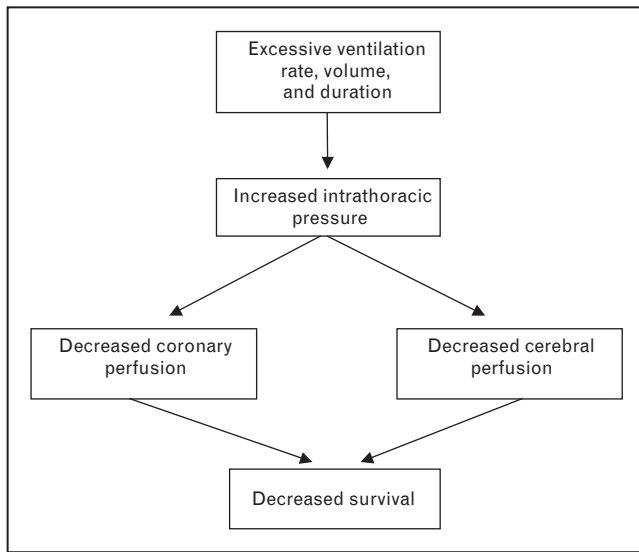 Excessive ventilation
rate, volume,
and duration
Increased intrathoracic
pressure
Decreased coronary
perfusion
Decreased cerebral
perfusion
Decreased survival